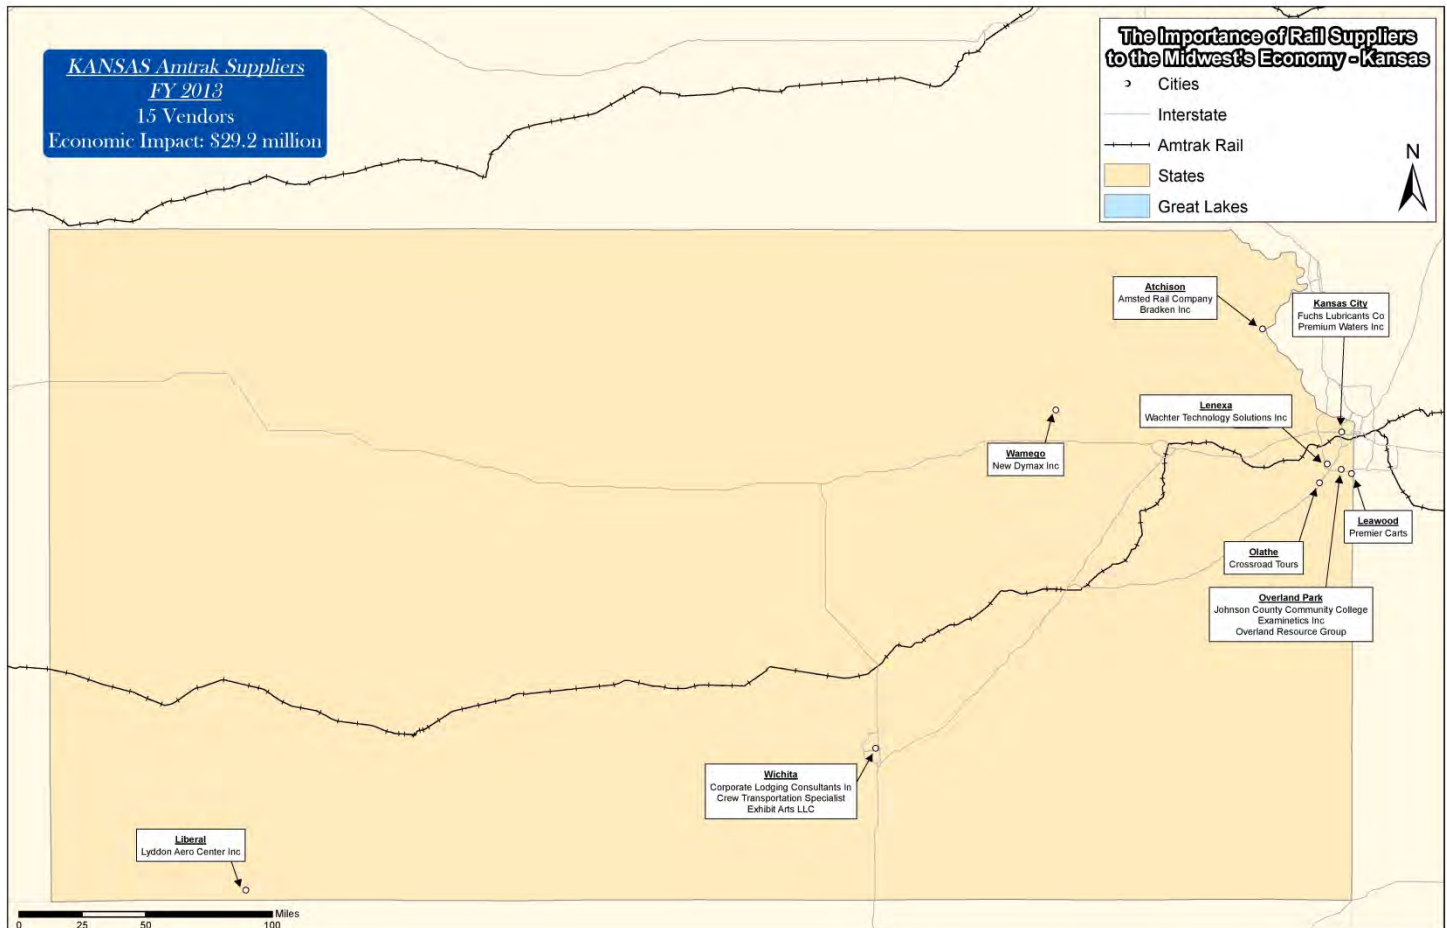 KANSAS Amtrak Suppliers
FY 2013
15 Vendors
Economic Impact: $29.2 million
The Importance of Rail Suppliers
to the Midwest's Economy - Kansas
Cities
Interstate
Amtrak Rail
States
Great Lakes
N
Atchison
Amsted Rail Company
Bradken Inc
Kansas City
Fuchs Lubricants Co
Premium Waters Inc
Lenexa
Wachter Technology Solutions Inc
Wamego
New Dymax Inc
Leawood
Premier Carts
Olathe
Crossroad Tours
Overland Park
Johnson County Community College
Examinetics Inc
Overland Resource Group
Wichita
Corporate Lodging Consultants In
Crew Transportation Specialist
Exhibit Arts LLC
Liberal
Lyddon Aero Center Inc
Miles
0 25 50 100